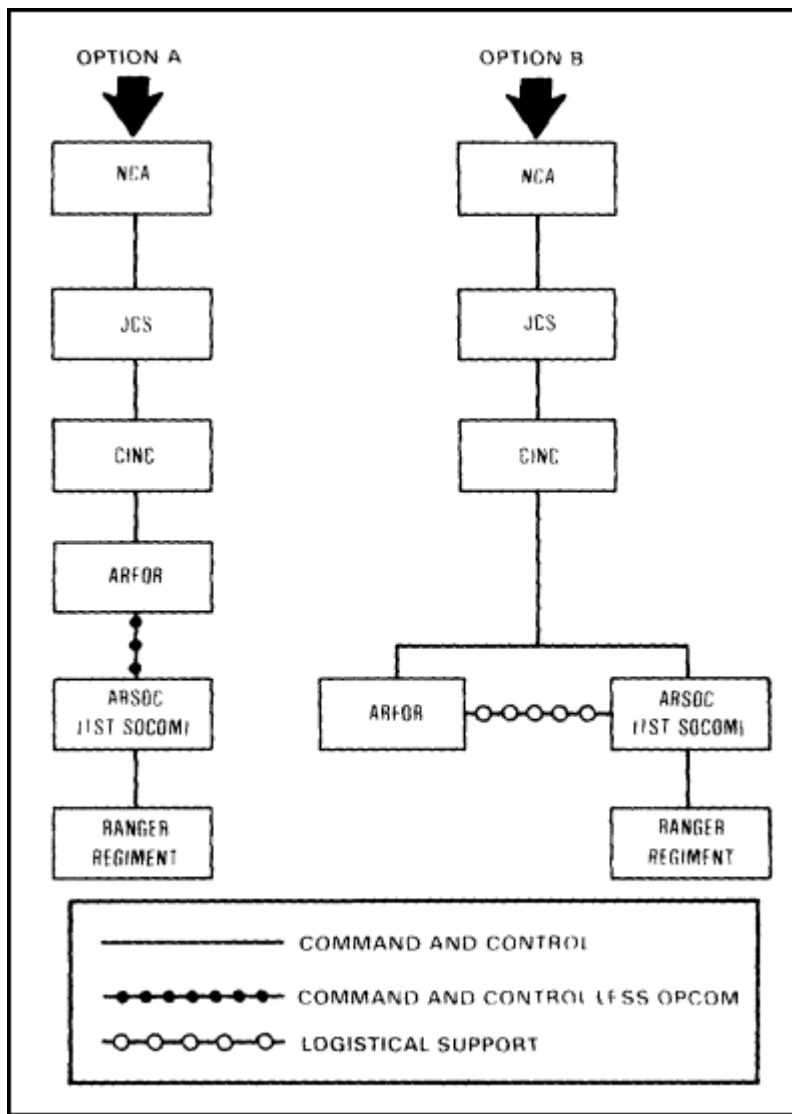 OPTION A
NCA
JCS
CINC
ARFOR
ARSOC
(1ST SOCOM)
RANGER
REGIMENT
OPTION B
NCA
JCS
CINC
ARFOR
ARSOC
(1ST SOCOM)
RANGER
REGIMENT
COMMAND AND CONTROL
COMMAND AND CONTROL LESS OPCOM
LOGISTICAL SUPPORT